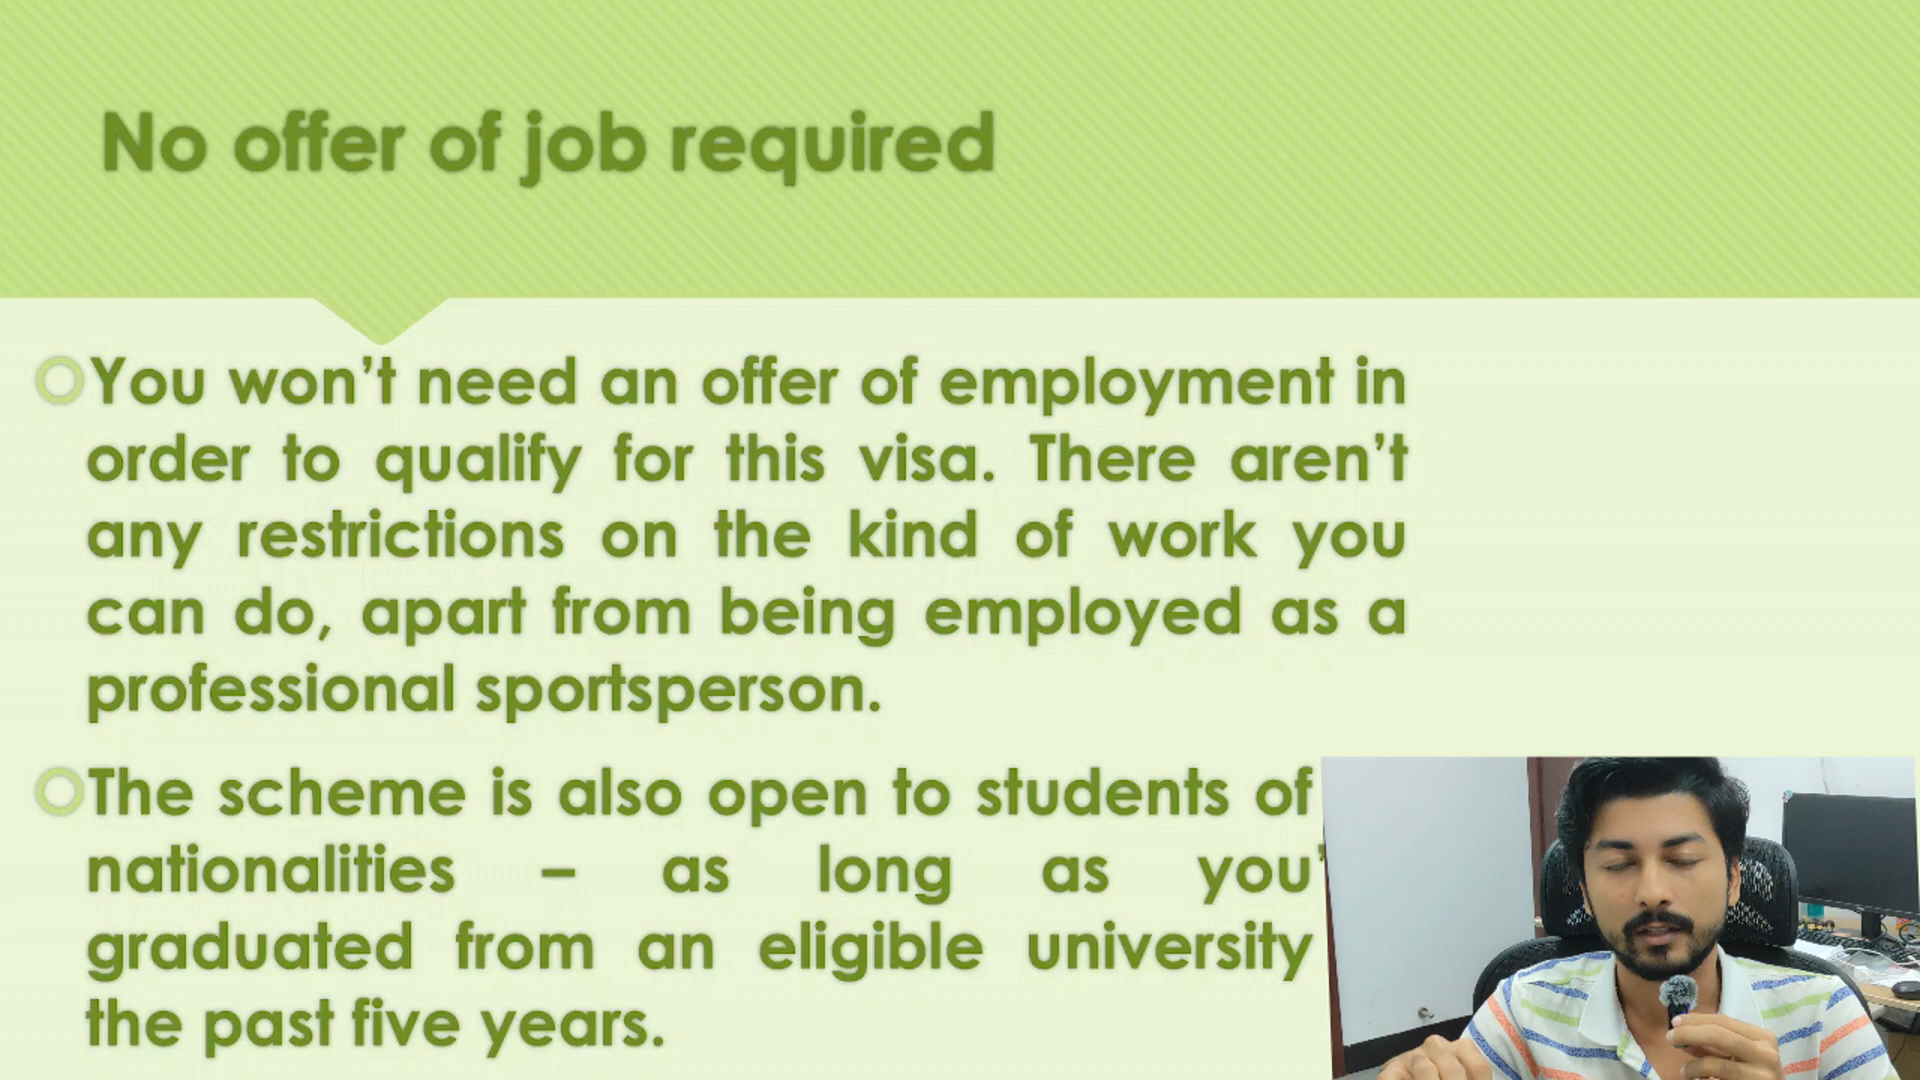 No offer of job required
You won’t need an offer of employment in
order to qualify for this visa. There aren’t
any restrictions on the kind of work you
can do, apart from being employed as a
professional sportsperson.
The scheme is also open to students of
nationalities – as long as you’
graduated from an eligible university
the past five years.